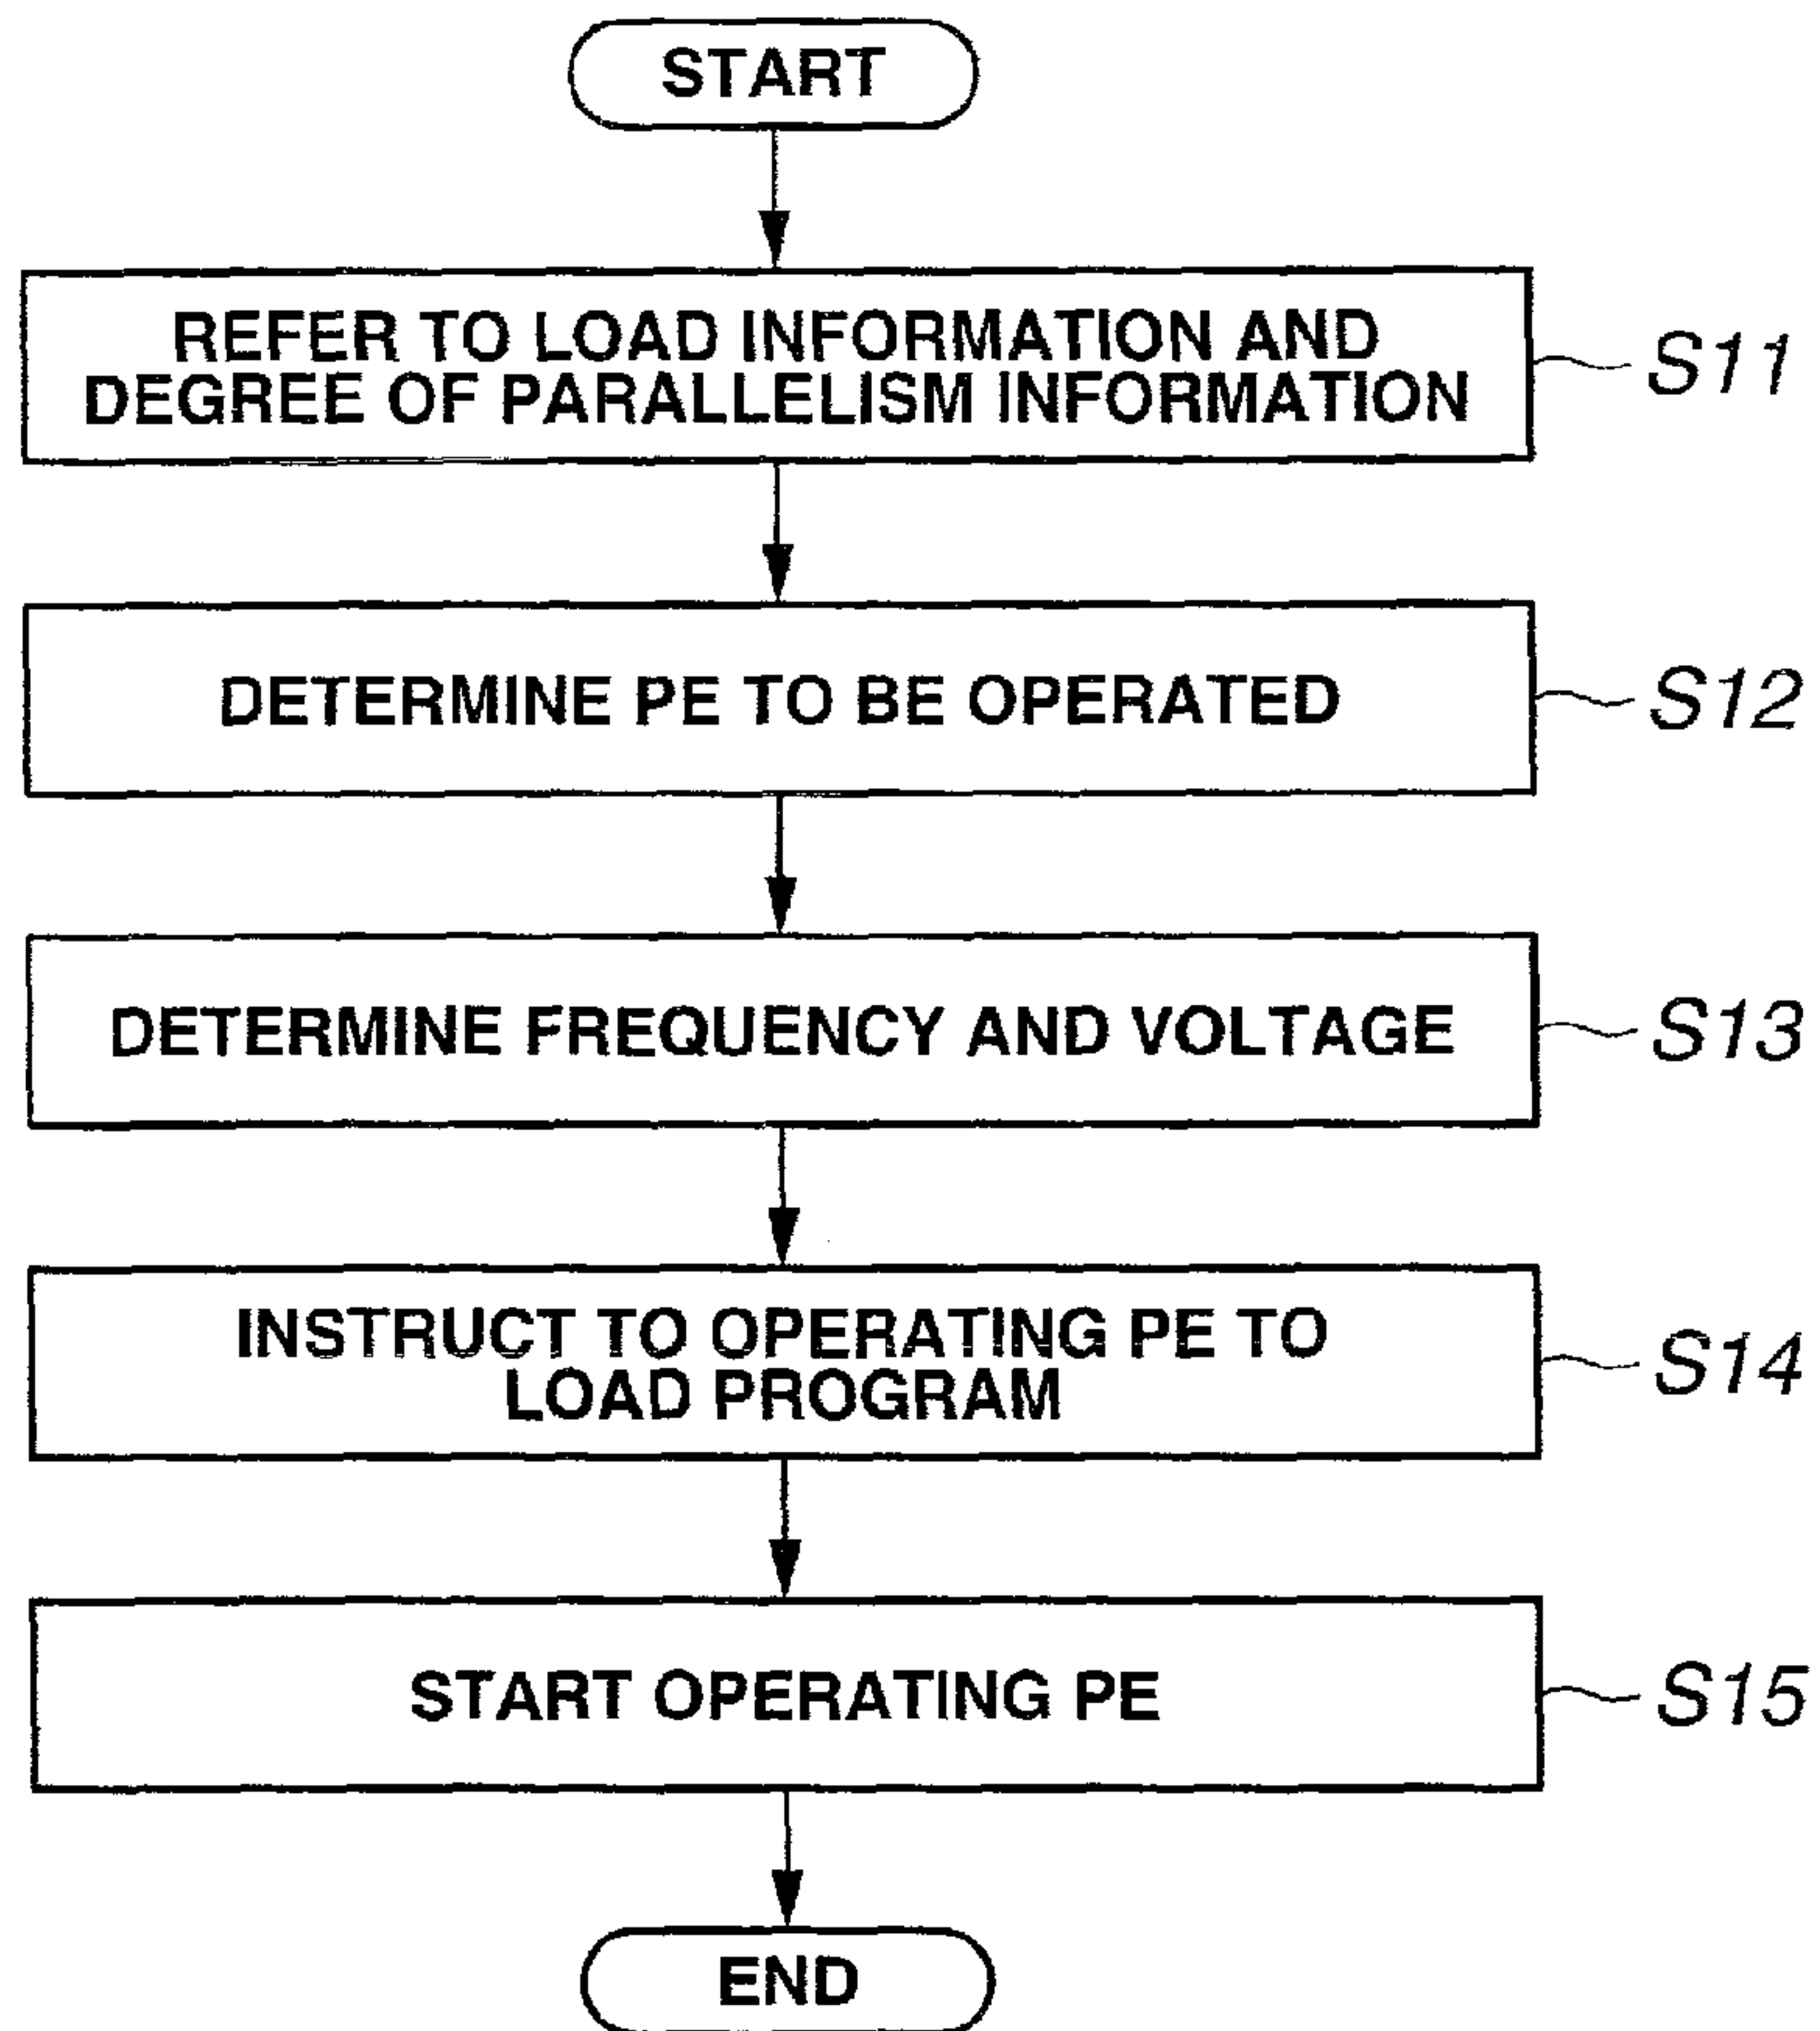 START
REFER TO LOAD INFORMATION AND
DEGREE OF PARALLELISM INFORMATION
S11
DETERMINE PE TO BE OPERATED
S12
DETERMINE FREQUENCY AND VOLTAGE
S13
INSTRUCT TO OPERATING PE TO
LOAD PROGRAM
S14
START OPERATING PE
S15
END